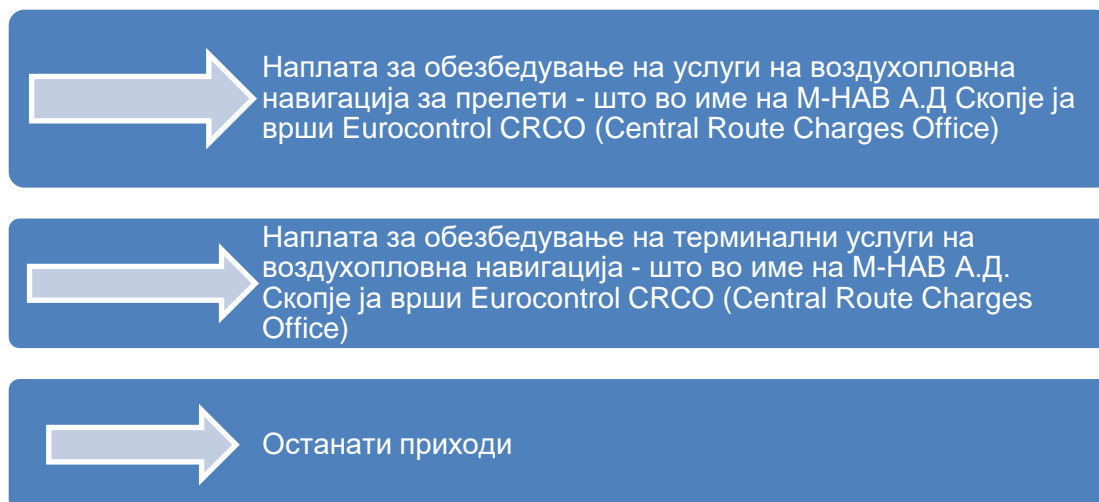 Наплата за обезбедување на услуги на воздухопловна
навигација за прелети - што во име на М-НАВ А.Д Скопје ја
врши Eurocontrol CRCO (Central Route Charges Office)
Наплата за обезбедување на терминални услуги на
воздухопловна навигација - што во име на М-НАВ А.Д.
Скопје ја врши Eurocontrol CRCO (Central Route Charges
Office)
Останати приходи